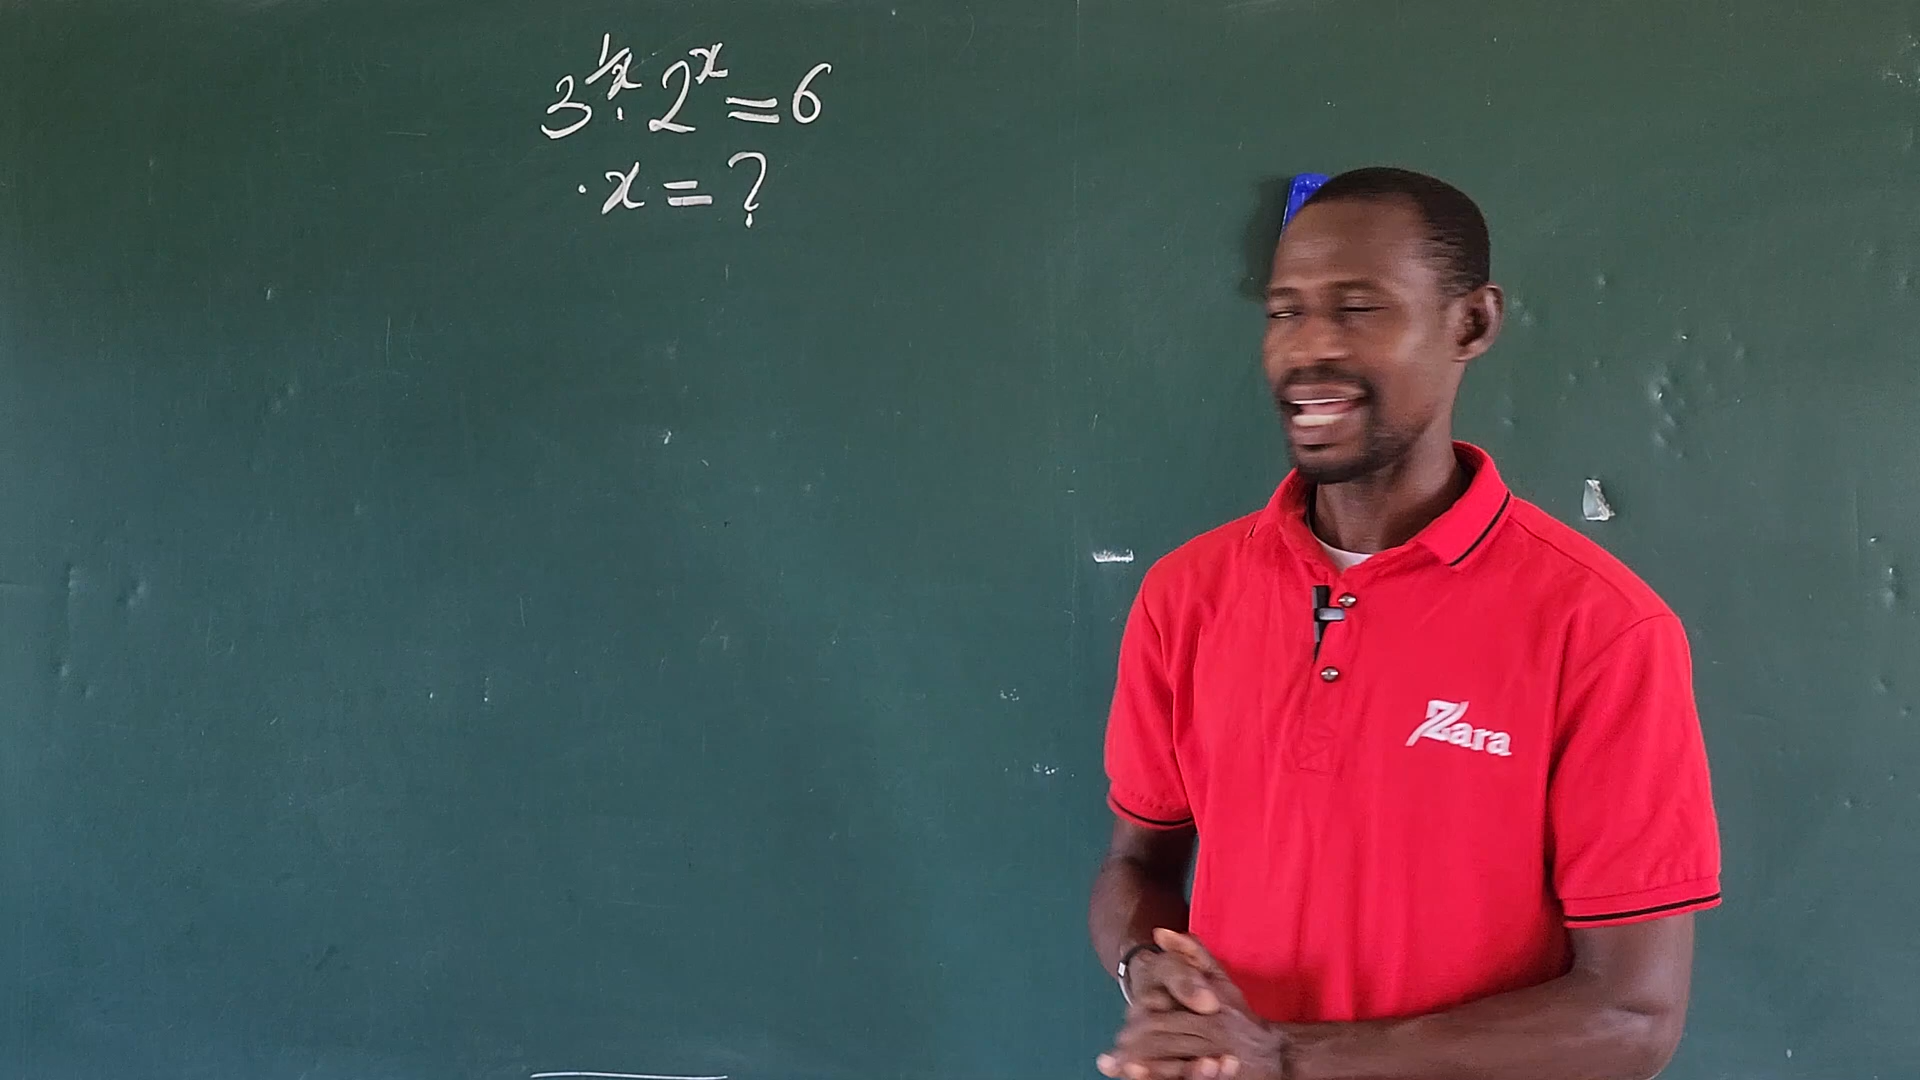 3^{1/x} · 2^x = 6
· x = ?
Zara